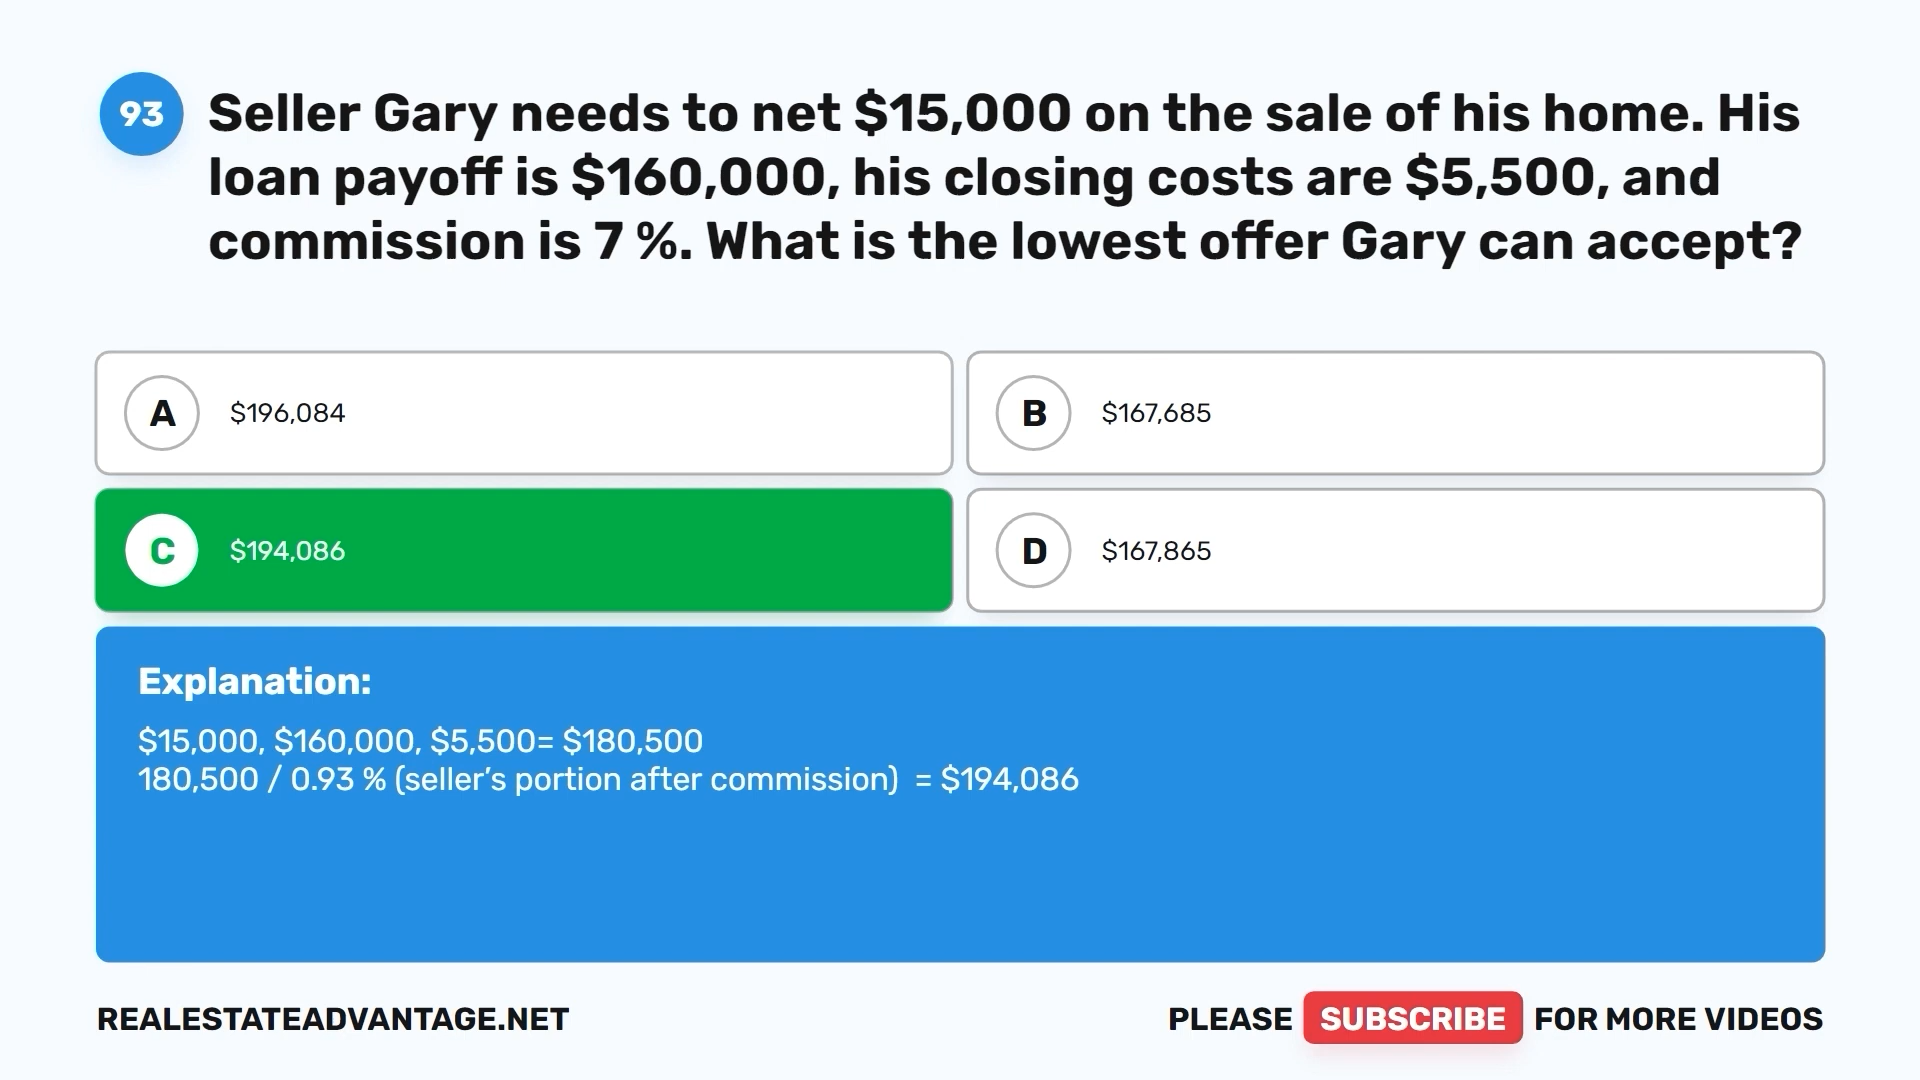 93
Seller Gary needs to net $15,000 on the sale of his home. His
loan payoff is $160,000, his closing costs are $5,500, and
commission is 7 %. What is the lowest offer Gary can accept?
A $196,084
B $167,685
C $194,086
D $167,865
Explanation:
$15,000, $160,000, $5,500= $180,500
180,500 / 0.93 % (seller’s portion after commission)  = $194,086
REALESTATEADVANTAGE.NET
PLEASE SUBSCRIBE FOR MORE VIDEOS